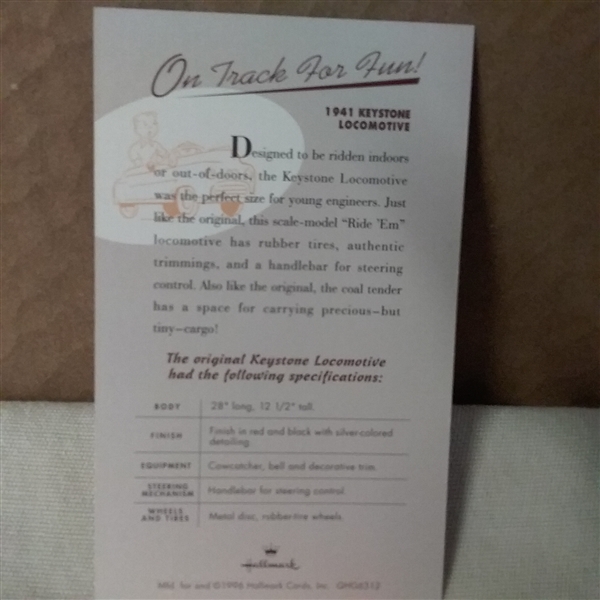 On Track For Fun!
1941 KEYSTONE
LOCOMOTIVE
Designed to be ridden indoors
or out-of-doors, the Keystone Locomotive
was the perfect size for young engineers. Just
like the original, this scale-model "Ride 'Em"
locomotive has rubber tires, authentic
trimmings, and a handlebar for steering
control. Also like the original, the coal tender
has a space for carrying precious–but
tiny–cargo!
The original Keystone Locomotive
had the following specifications:
BODY 28" long, 12 1/2" tall.
FINISH Finish in red and black with silver-colored
detailing.
EQUIPMENT Cowcatcher, bell and decorative trim.
STEERING
MECHANISM Handlebar for steering control.
WHEELS
AND TIRES Metal disc, rubber-tire wheels.
Hallmark
Mfd. for and ©1996 Hallmark Cards, Inc. QHG6312